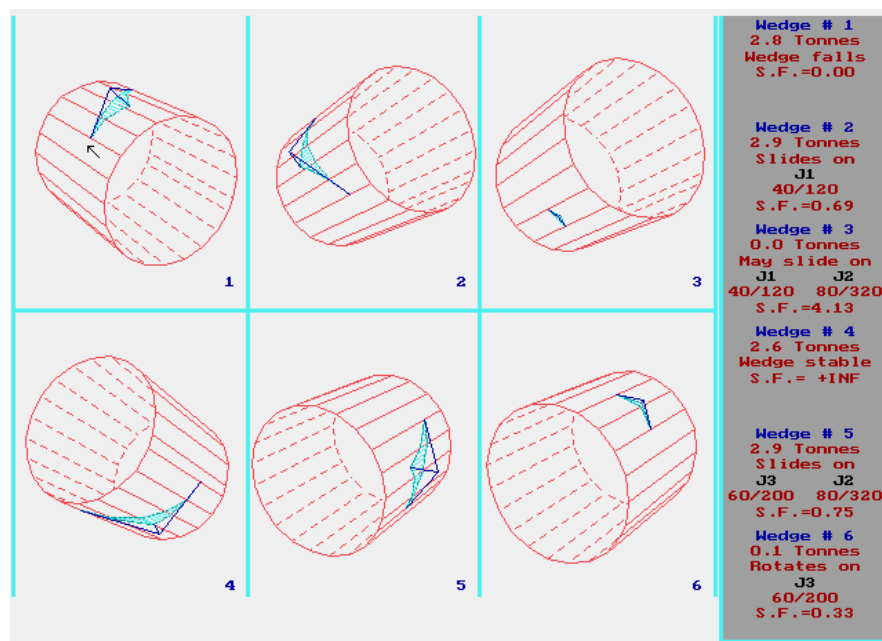 1
2
3
4
5
6
Wedge # 1
2.8 Tonnes
Wedge falls
S.F.=0.00
Wedge # 2
2.9 Tonnes
Slides on
J1
40/120
S.F.=0.69
Wedge # 3
0.0 Tonnes
May slide on
J1 J2
40/120 80/320
S.F.=4.13
Wedge # 4
2.6 Tonnes
Wedge stable
S.F.= +INF
Wedge # 5
2.9 Tonnes
Slides on
J3 J2
60/200 80/320
S.F.=0.75
Wedge # 6
0.1 Tonnes
Rotates on
J3
60/200
S.F.=0.33